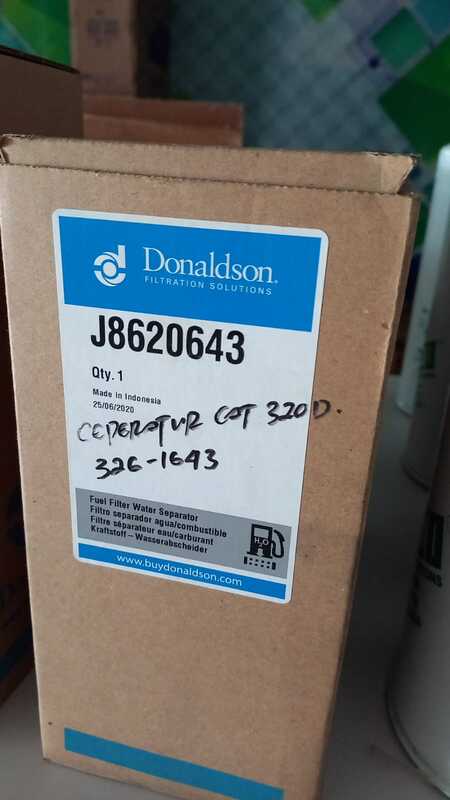 Donaldson®
FILTRATION SOLUTIONS
J8620643
Qty. 1
Made in Indonesia
25/06/2020
CEPERATUR CAT 320D.
326-1643
Fuel Filter Water Separator
Filtro separador agua/combustible
Filtre séparateur eau/carburant
Kraftstoff – Wasserabscheider
H₂O
www.buydonaldson.com